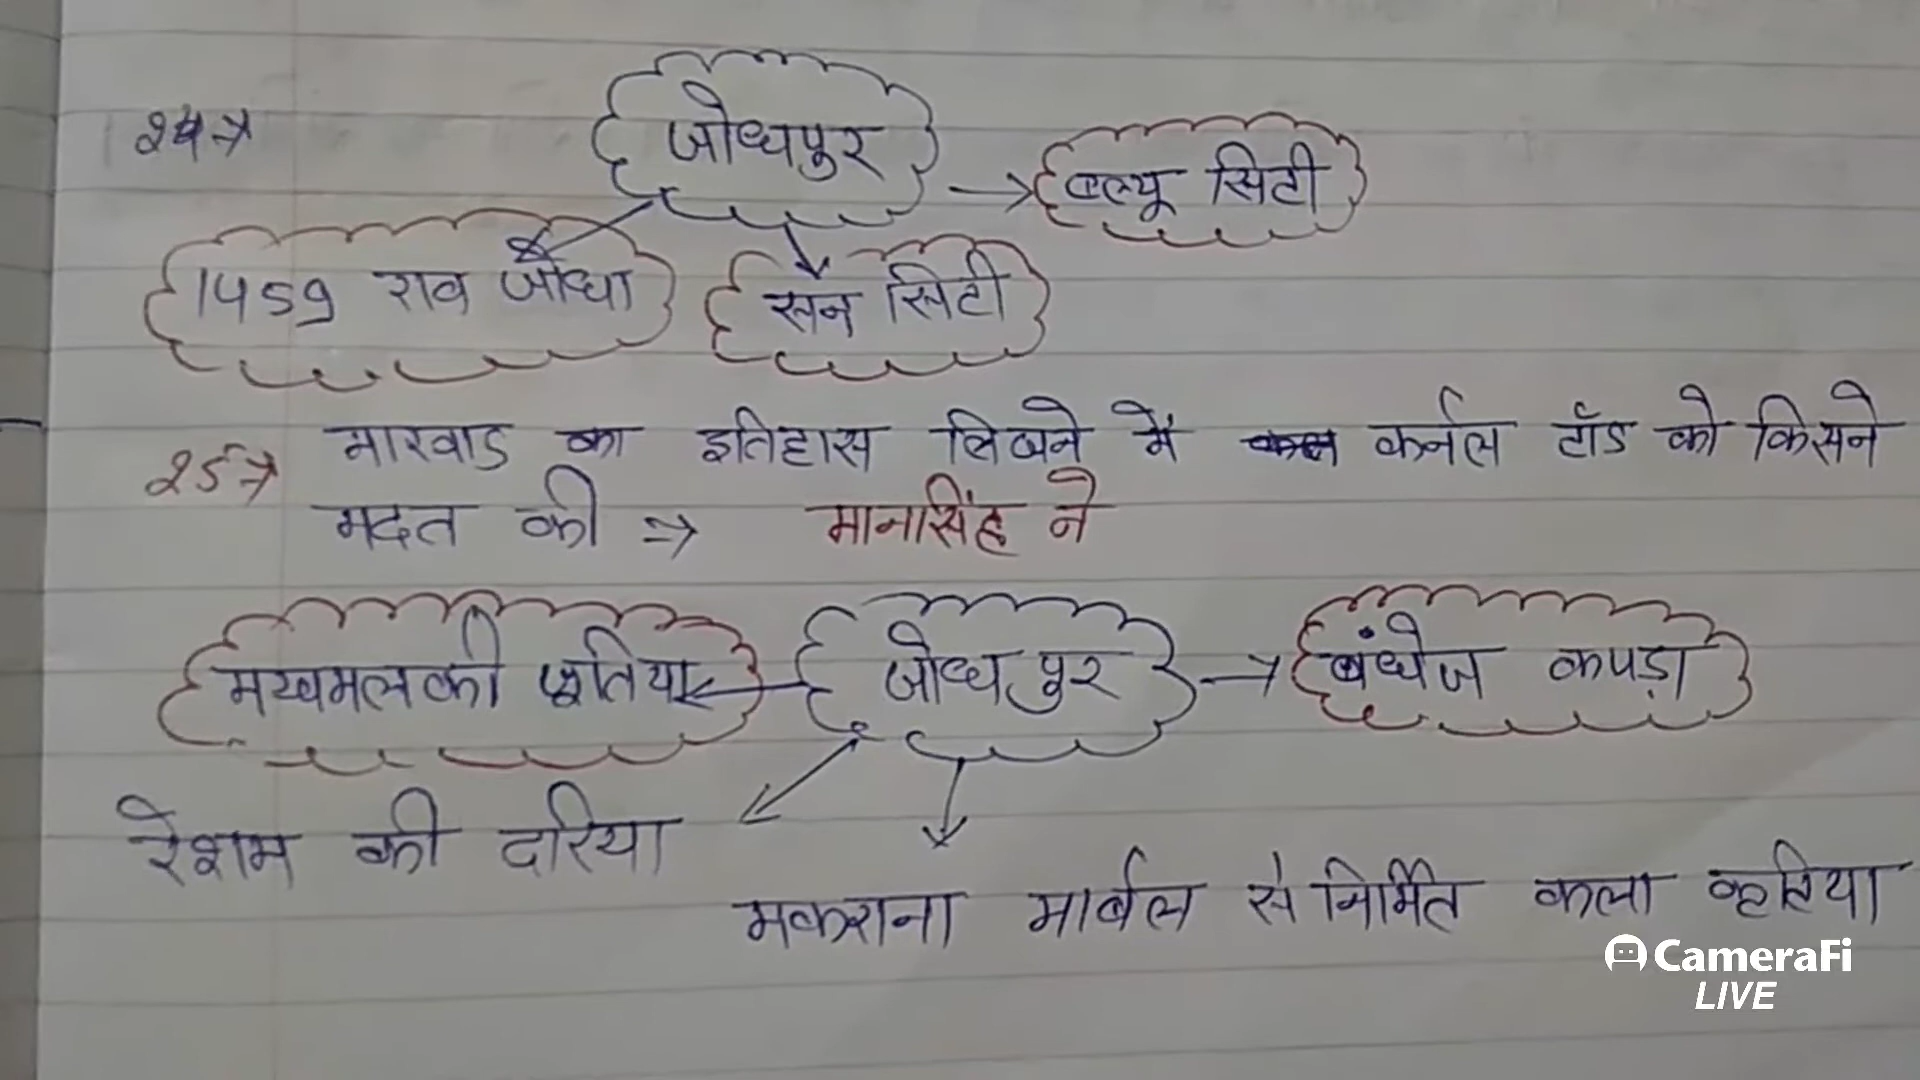 24→ जोधपुर
ब्ल्यू सिटी
1459 राव जोधा
सन सिटी
25→ मारवाड का इतिहास लिखने में कर्नल टॉड को किसने
मदत की ⇒ मानसिंह ने
मखमल की जूतिया
जोधपुर
बंधेज कपड़ा
रेशम की दरिया
मकराना मार्बल से निर्मित कला कृतिया
CameraFi
LIVE